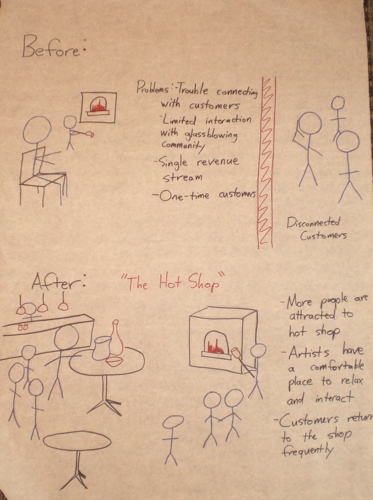 Before:
Problems: -Trouble connecting
with customers
-Limited interaction
with glassblowing
community
-Single revenue
stream
-One-time customers
Disconnected
Customers
After: "The Hot Shop"
-More people are
attracted to
hot shop
-Artists have
a comfortable
place to relax
and interact
-Customers return
to the shop
frequently